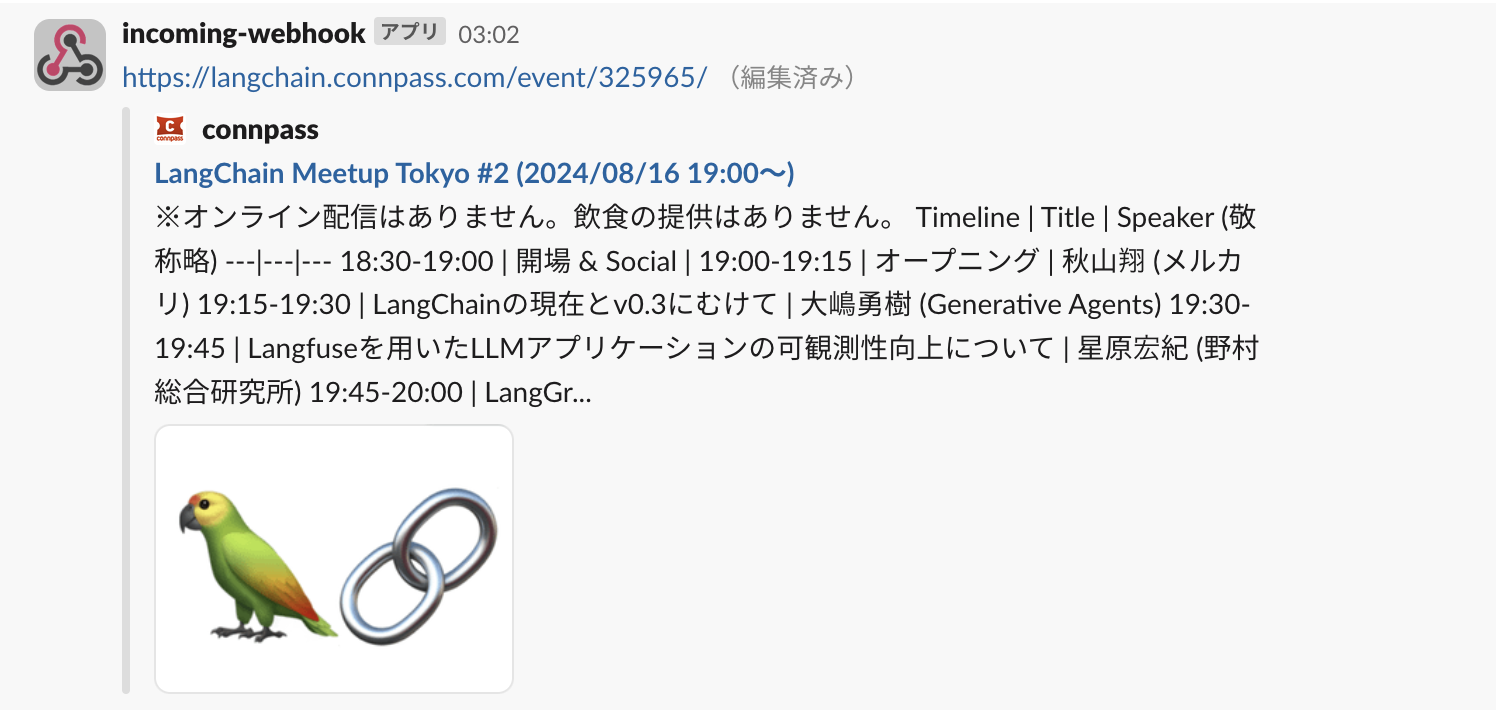 incoming-webhook アプリ 03:02
https://langchain.connpass.com/event/325965/ （編集済み）
connpass
LangChain Meetup Tokyo #2 (2024/08/16 19:00〜)
※オンライン配信はありません。飲食の提供はありません。 Timeline | Title | Speaker (敬
称略) ---|---|--- 18:30-19:00 | 開場 & Social | 19:00-19:15 | オープニング | 秋山翔 (メルカ
リ) 19:15-19:30 | LangChainの現在とv0.3にむけて | 大嶋勇樹 (Generative Agents) 19:30-
19:45 | Langfuseを用いたLLMアプリケーションの可観測性向上について | 星原宏紀 (野村
総合研究所) 19:45-20:00 | LangGr...